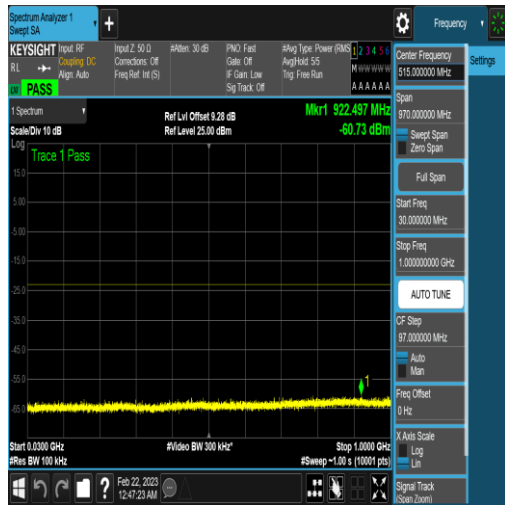 Spectrum Analyzer 1
Swept SA
+
Frequency
KEYSIGHT
RL
PASS
Input: RF
Coupling: DC
Align: Auto
Input Z: 50 Ω
Corrections: Off
Freq Ref: Int (S)
#Atten: 30 dB
PNO: Fast
Gate: Off
IF Gain: Low
Sig Track: Off
#Avg Type: Power (RMS
Avg|Hold: 5/5
Trig: Free Run
1 2 3 4 5 6
M W W W W W
A A A A A A
1 Spectrum
Scale/Div 10 dB
Ref Lvl Offset 9.28 dB
Ref Level 25.00 dBm
Mkr1 922.497 MHz
-60.73 dBm
Log
Trace 1 Pass
15.0
5.00
-5.00
-15.0
-25.0
-35.0
-45.0
-55.0
-65.0
1
Start 0.0300 GHz
#Res BW 100 kHz
#Video BW 300 kHz*
Stop 1.0000 GHz
#Sweep ~1.00 s (10001 pts)
?
Feb 22, 2023
12:47:23 AM
Center Frequency
515.000000 MHz
Settings
Span
970.000000 MHz
Swept Span
Zero Span
Full Span
Start Freq
30.000000 MHz
Stop Freq
1.000000000 GHz
AUTO TUNE
CF Step
97.000000 MHz
Auto
Man
Freq Offset
0 Hz
X Axis Scale
Log
Lin
Signal Track
(Span Zoom)